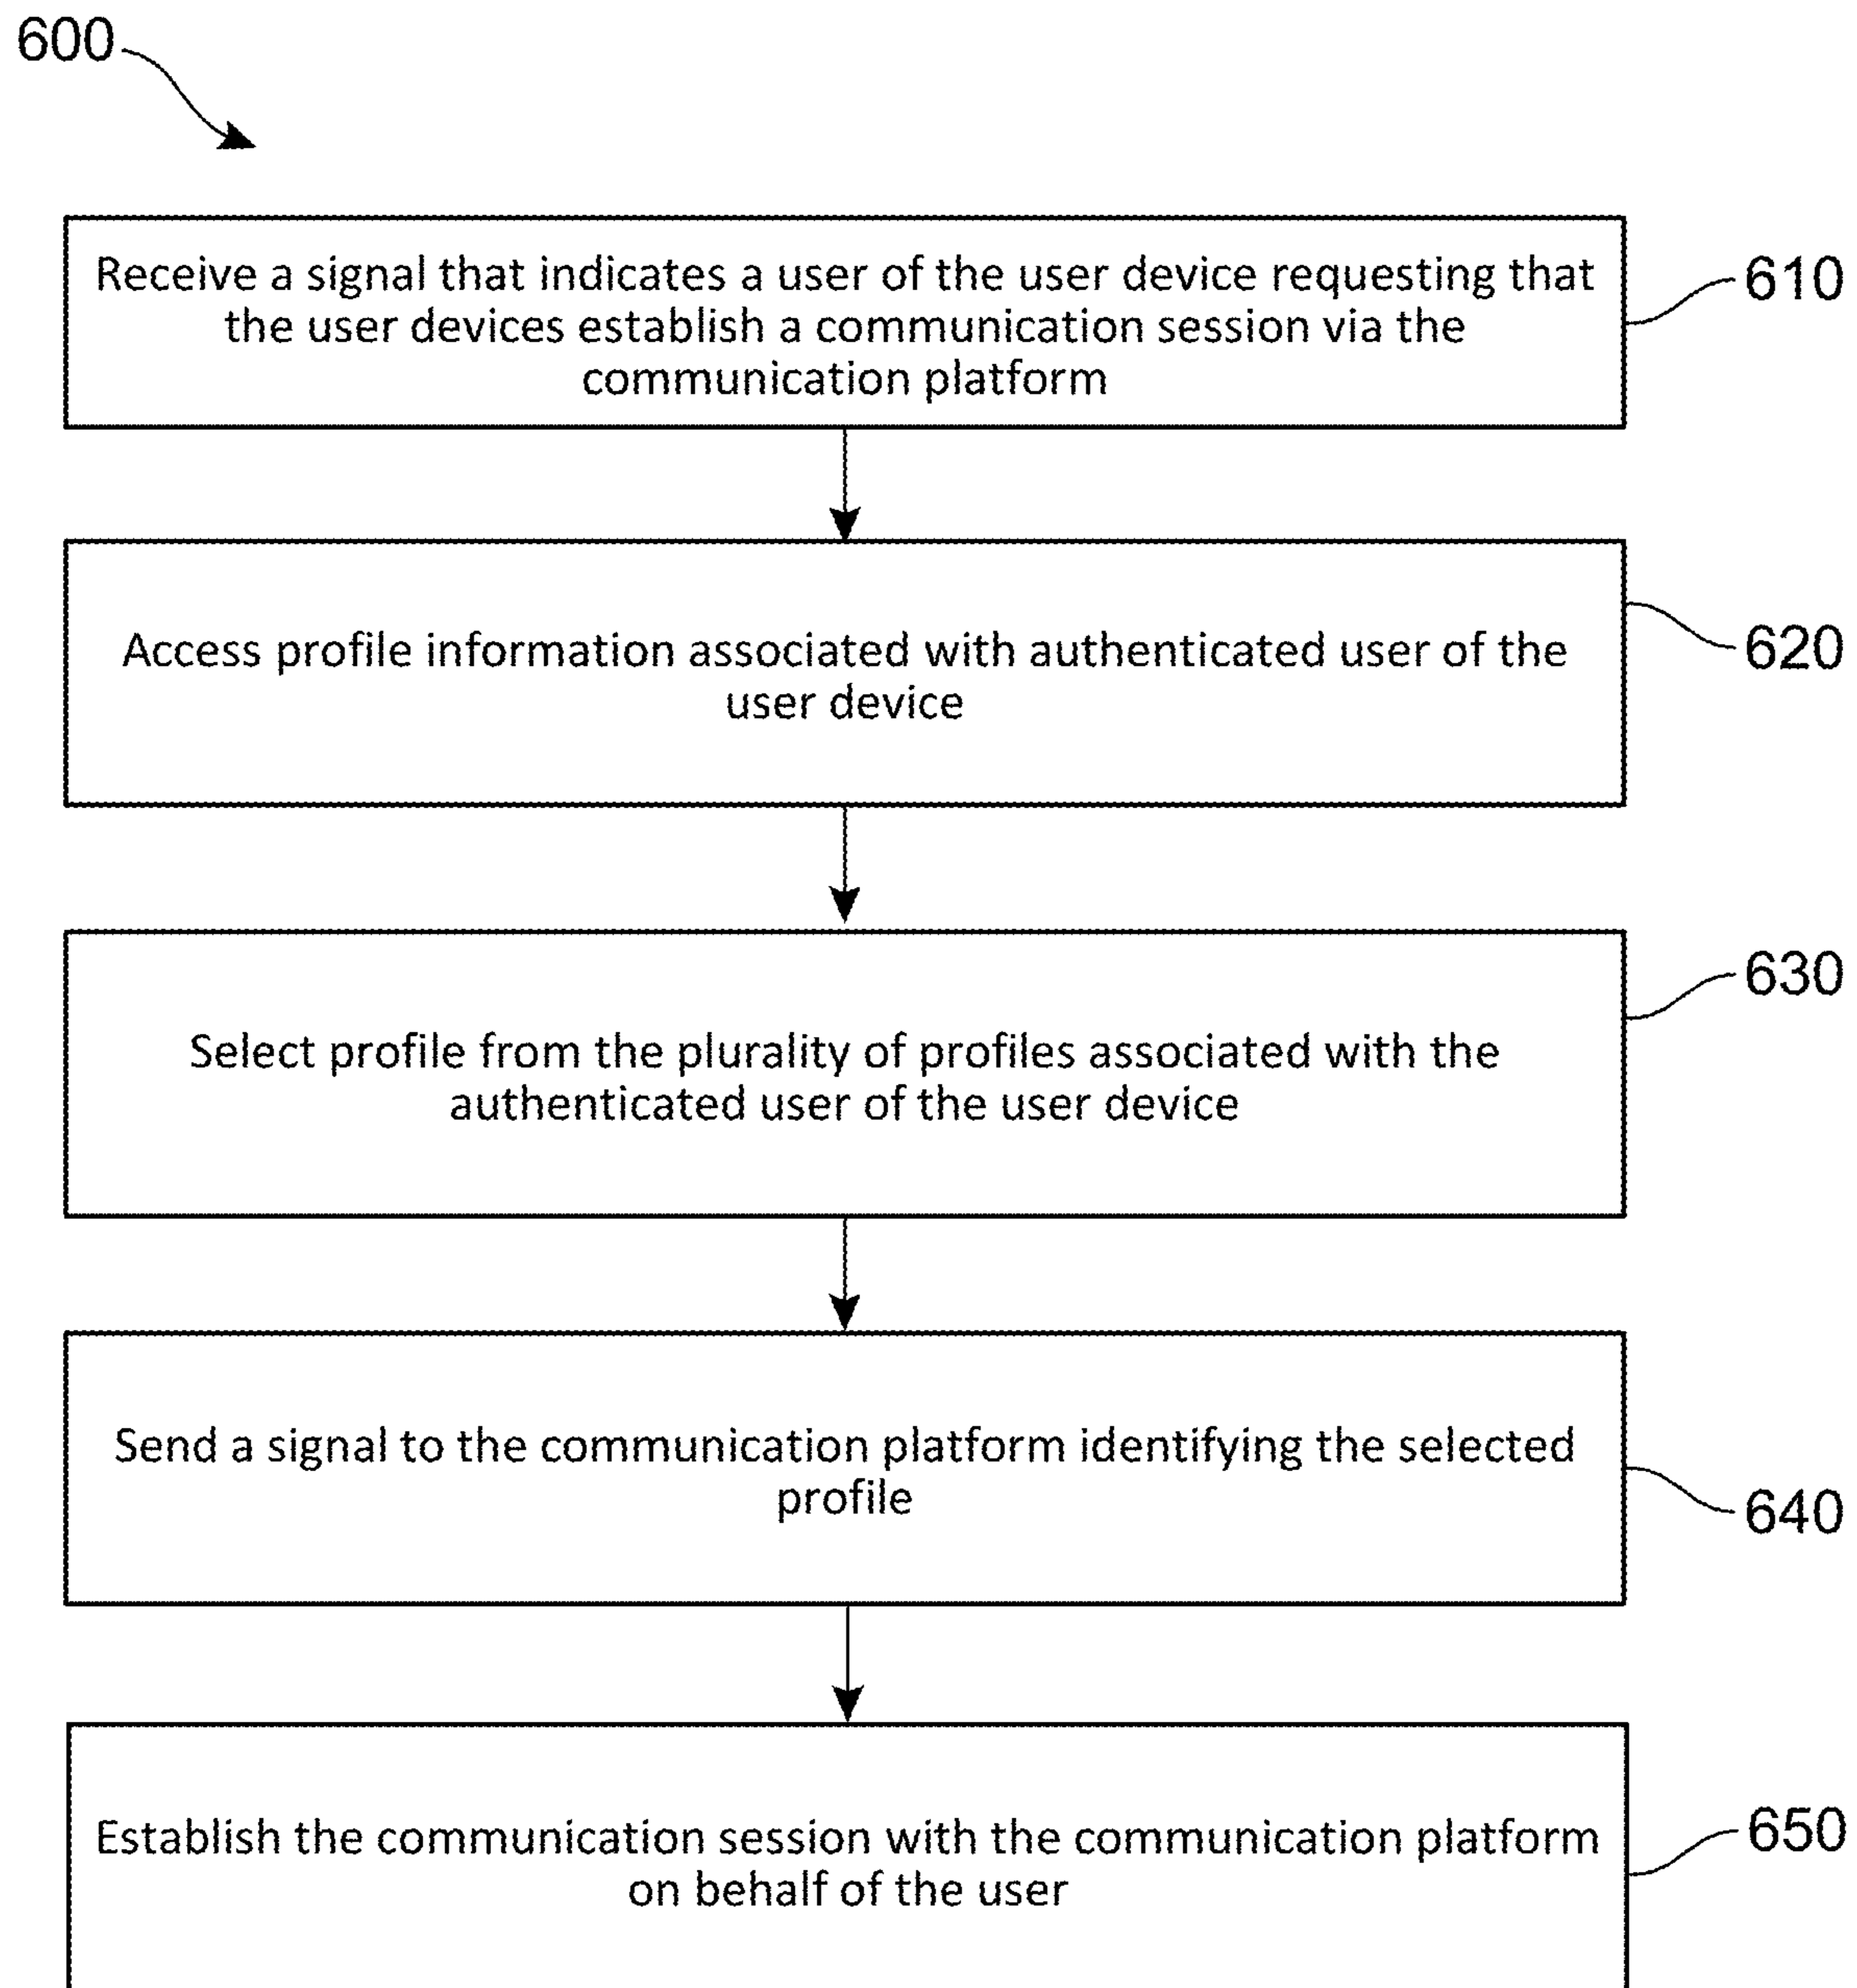 600
Receive a signal that indicates a user of the user device requesting that
the user devices establish a communication session via the
communication platform
610
Access profile information associated with authenticated user of the
user device
620
Select profile from the plurality of profiles associated with the
authenticated user of the user device
630
Send a signal to the communication platform identifying the selected
profile
640
Establish the communication session with the communication platform
on behalf of the user
650